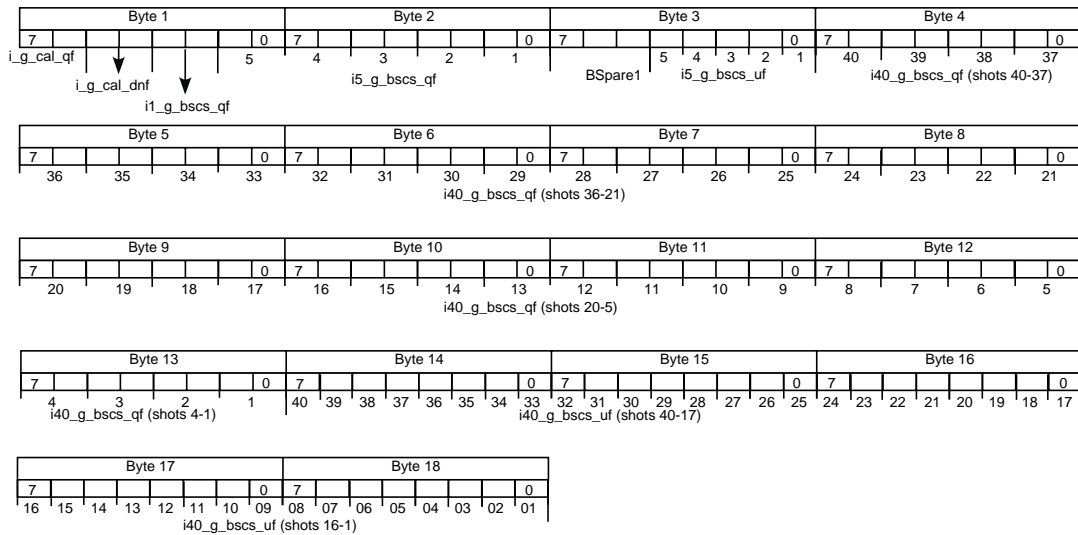 Byte 1 Byte 2 Byte 3 Byte 4
7 0 7 0 7 0 7 0
i_g_cal_qf 5 4 3 2 1 5 4 3 2 1 40 39 38 37
i_g_cal_dnf i5_g_bscs_qf BSpare1 i5_g_bscs_uf i40_g_bscs_qf (shots 40-37)
i1_g_bscs_qf
Byte 5 Byte 6 Byte 7 Byte 8
7 0 7 0 7 0 7 0
36 35 34 33 32 31 30 29 28 27 26 25 24 23 22 21
i40_g_bscs_qf (shots 36-21)
Byte 9 Byte 10 Byte 11 Byte 12
7 0 7 0 7 0 7 0
20 19 18 17 16 15 14 13 12 11 10 9 8 7 6 5
i40_g_bscs_qf (shots 20-5)
Byte 13 Byte 14 Byte 15 Byte 16
7 0 7 0 7 0 7 0
4 3 2 1 40 39 38 37 36 35 34 33 32 31 30 29 28 27 26 25 24 23 22 21 20 19 18 17
i40_g_bscs_qf (shots 4-1) i40_g_bscs_uf (shots 40-17)
Byte 17 Byte 18
7 0 7 0
16 15 14 13 12 11 10 09 08 07 06 05 04 03 02 01
i40_g_bscs_uf (shots 16-1)